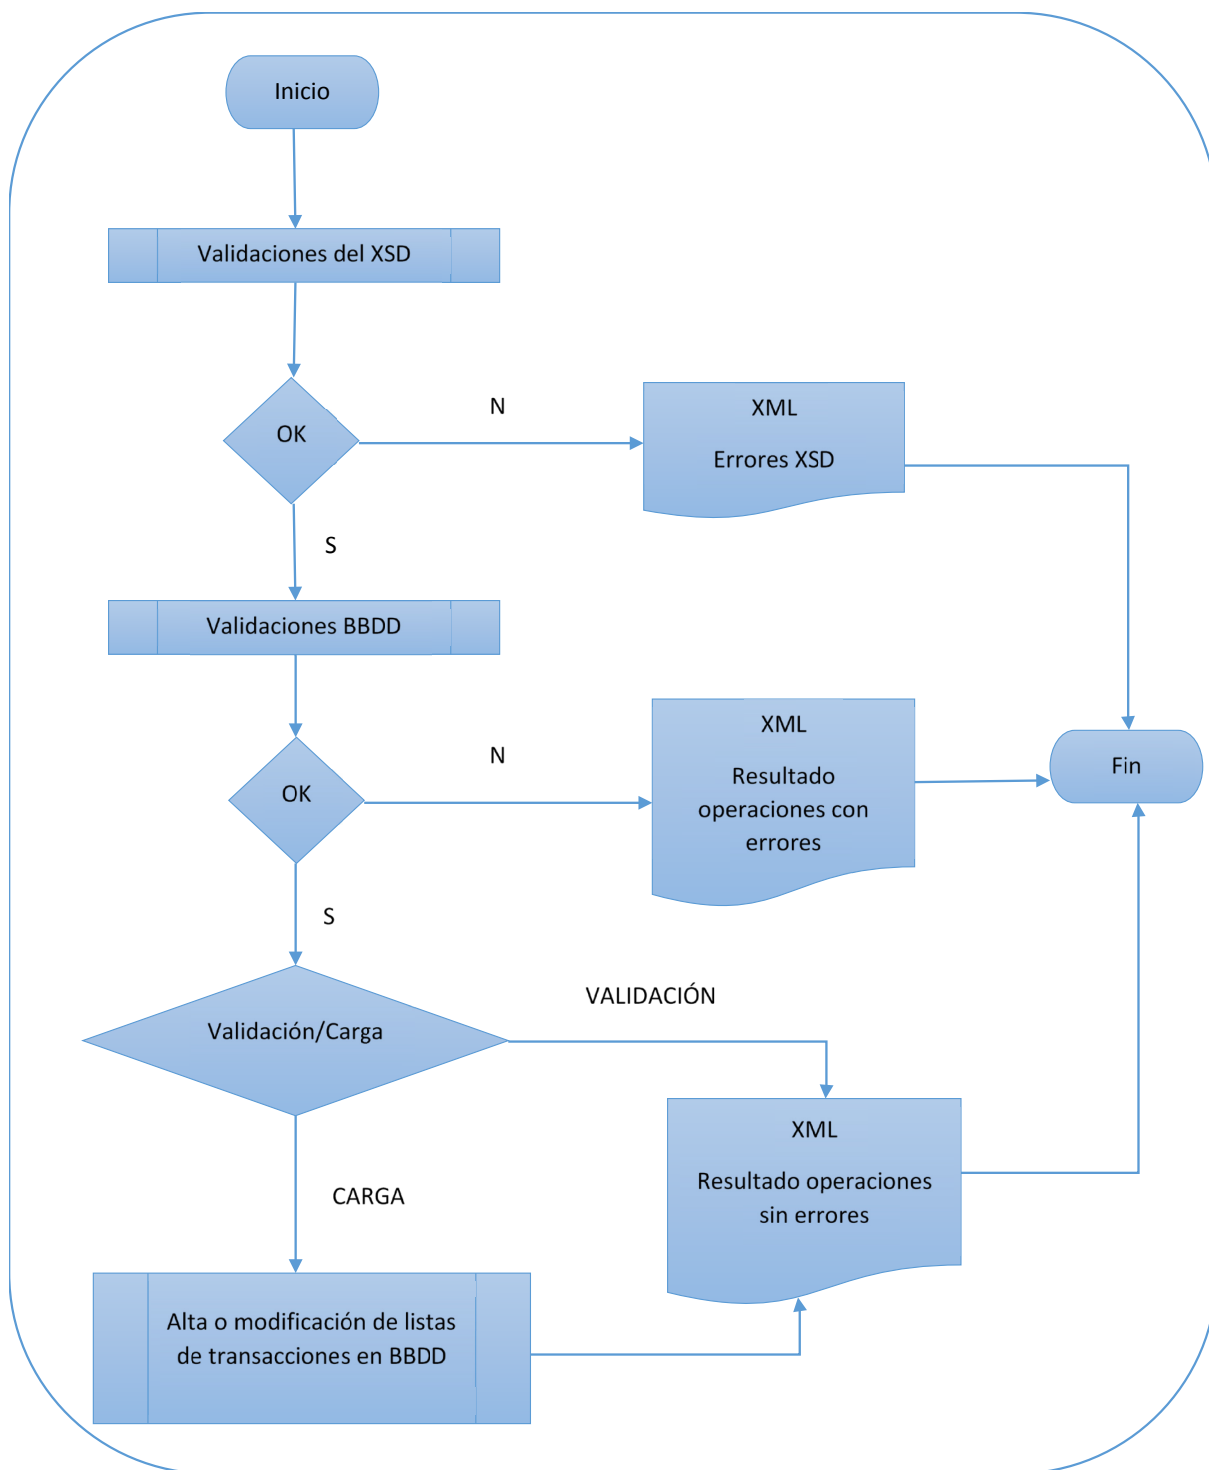 Inicio
Validaciones del XSD
OK
N
XML
Errores XSD
S
Validaciones BBDD
OK
N
XML
Resultado
operaciones con
errores
Fin
S
Validación/Carga
VALIDACIÓN
XML
Resultado operaciones
sin errores
CARGA
Alta o modificación de listas
de transacciones en BBDD